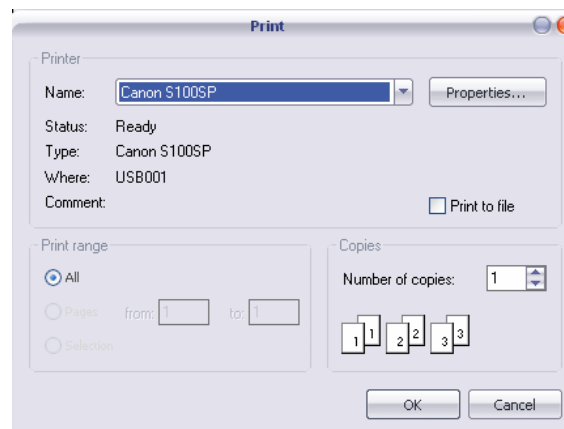 Print
Printer
Name: Canon S100SP Properties...
Status: Ready
Type: Canon S100SP
Where: USB001
Comment:
Print to file
Print range
All
Pages from: 1 to: 1
Selection
Copies
Number of copies: 1
1 1 2 2 3 3
OK Cancel